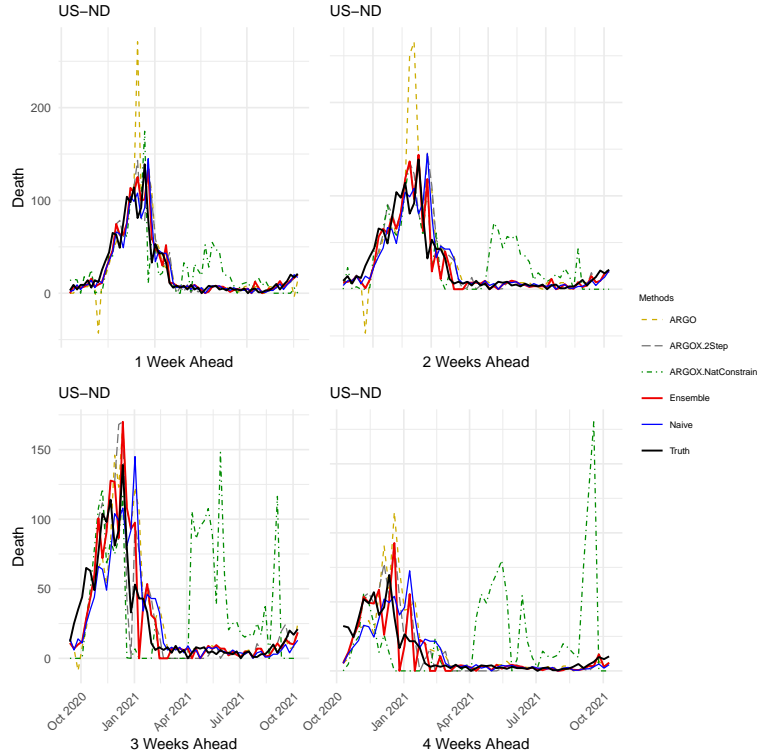 US−ND
US−ND
Death
200
100
0
1 Week Ahead
2 Weeks Ahead
US−ND
US−ND
Death
150
100
50
0
Oct 2020
Jan 2021
Apr 2021
Jul 2021
Oct 2021
Oct 2020
Jan 2021
Apr 2021
Jul 2021
Oct 2021
3 Weeks Ahead
4 Weeks Ahead
Methods
ARGO
ARGOX.2Step
ARGOX.NatConstrain
Ensemble
Naive
Truth